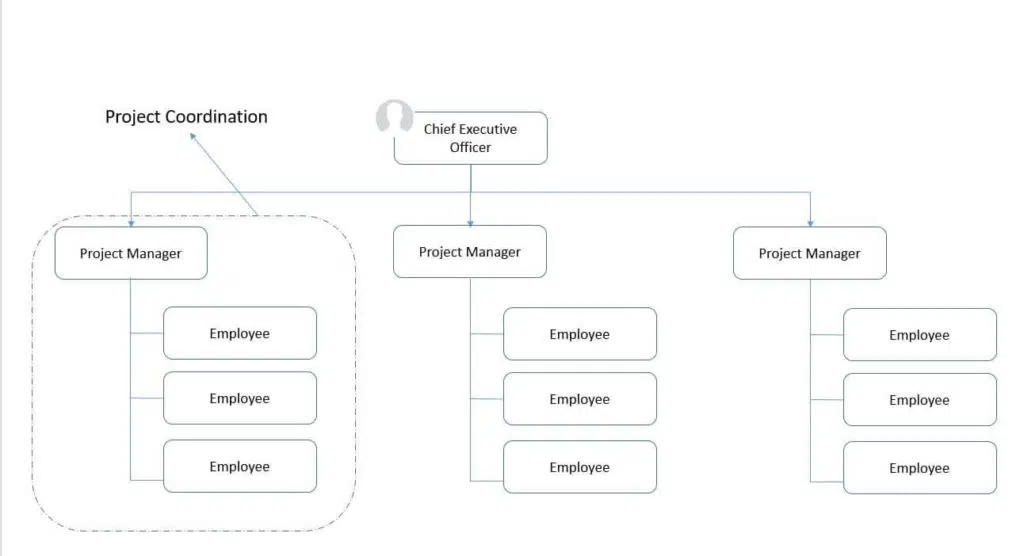 Project Coordination
Chief Executive
Officer
Project Manager
Project Manager
Project Manager
Employee
Employee
Employee
Employee
Employee
Employee
Employee
Employee
Employee